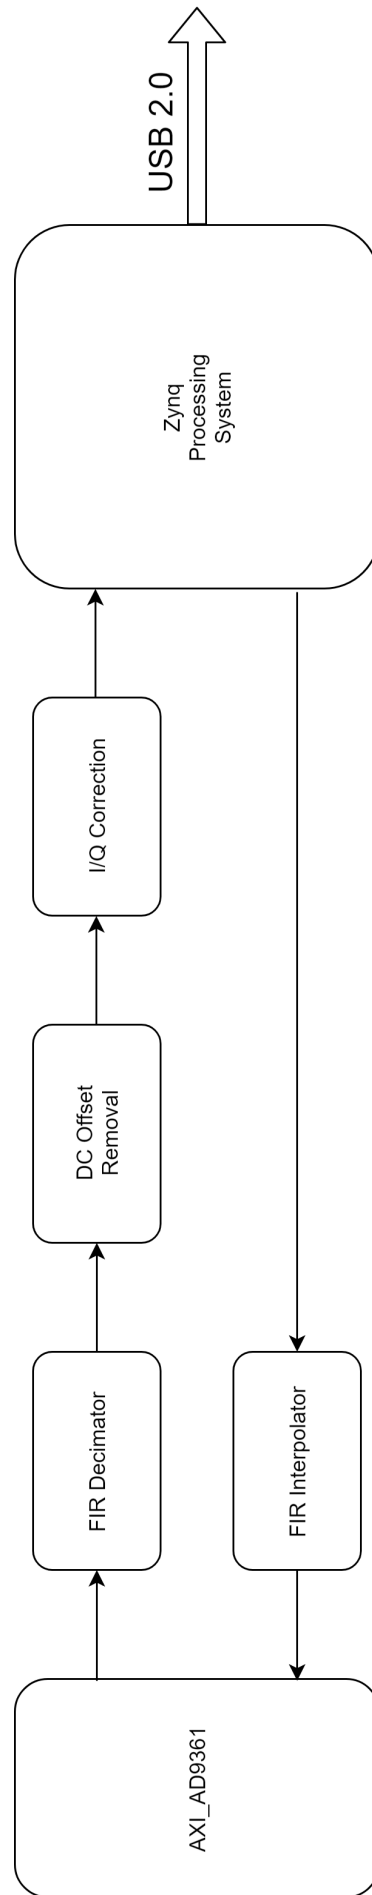 AXI_AD9361
FIR Decimator
DC Offset
Removal
I/Q Correction
FIR Interpolator
Zynq
Processing
System
USB 2.0